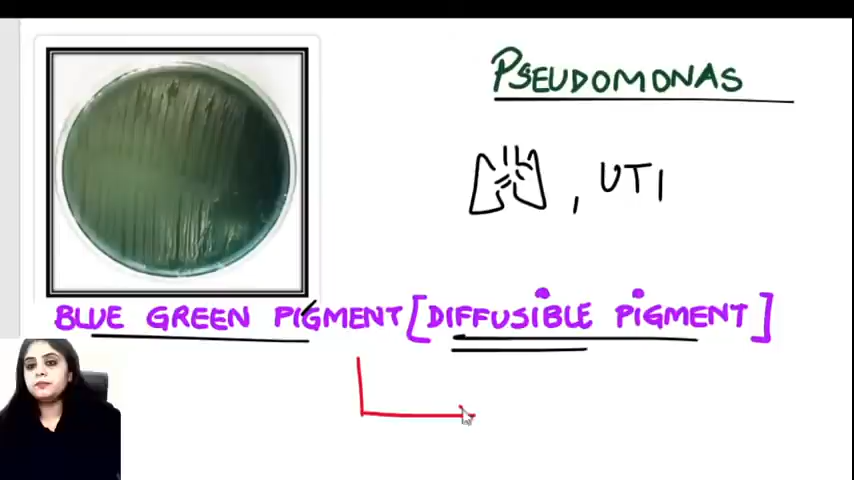 PSEUDOMONAS
, UTI
BLUE GREEN PIGMENT [DIFFUSIBLE PIGMENT]